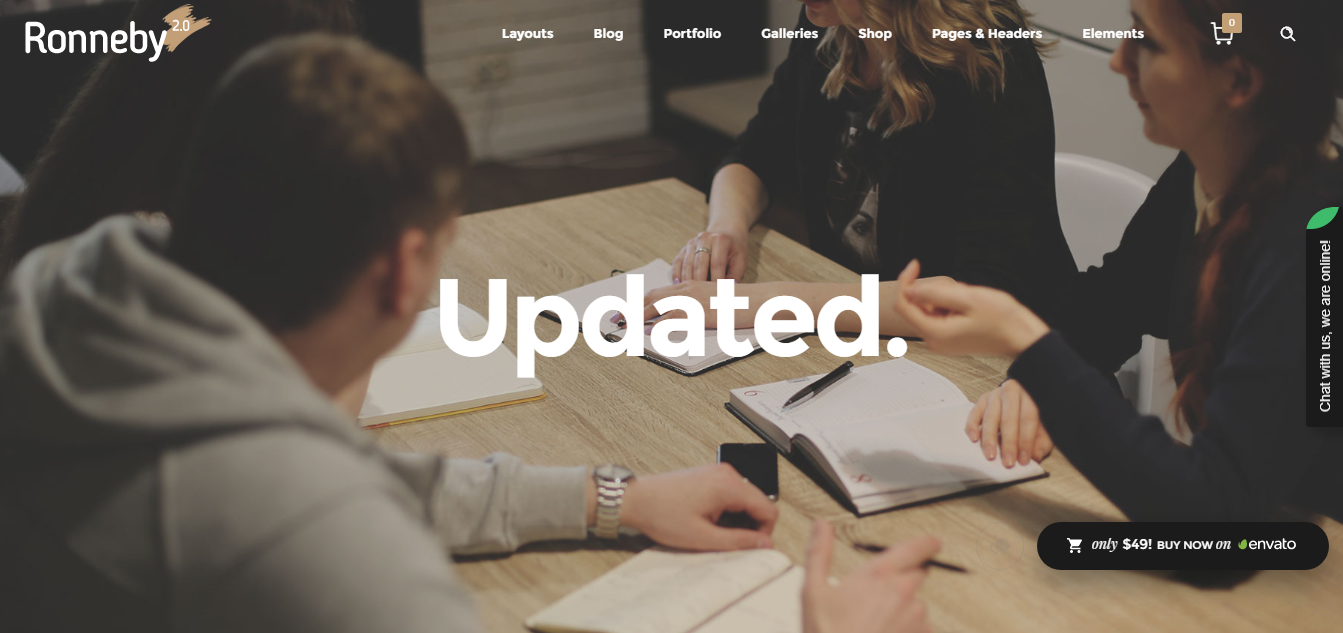 Ronneby 2.0
Layouts Blog Portfolio Galleries Shop Pages & Headers Elements 0
Updated.
Chat with us, we are online!
only $49! BUY NOW on envato